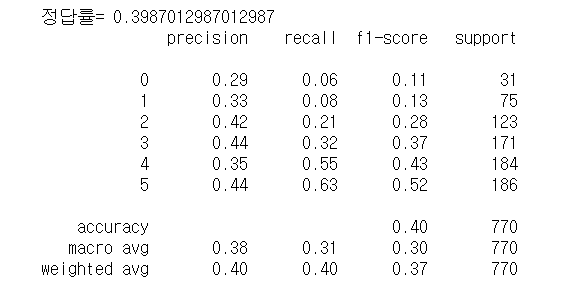 정답률= 0.3987012987012987
precision recall f1-score support
0 0.29 0.06 0.11 31
1 0.33 0.08 0.13 75
2 0.42 0.21 0.28 123
3 0.44 0.32 0.37 171
4 0.35 0.55 0.43 184
5 0.44 0.63 0.52 186
accuracy 0.40 770
macro avg 0.38 0.31 0.30 770
weighted avg 0.40 0.40 0.37 770